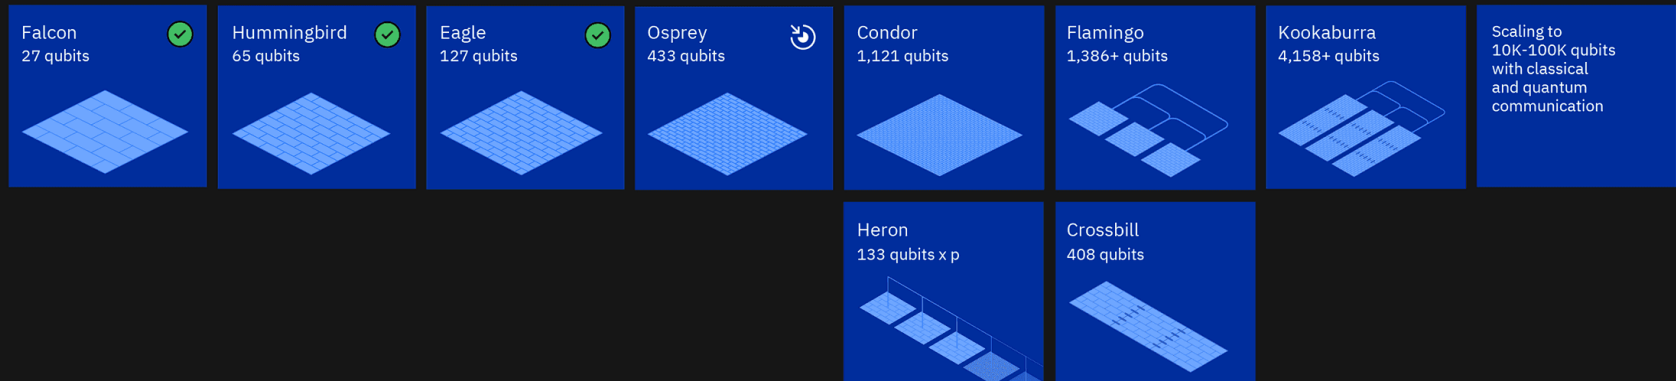 Falcon
27 qubits
Hummingbird
65 qubits
Eagle
127 qubits
Osprey
433 qubits
Condor
1,121 qubits
Flamingo
1,386+ qubits
Kookaburra
4,158+ qubits
Scaling to
10K-100K qubits
with classical
and quantum
communication
Heron
133 qubits x p
Crossbill
408 qubits